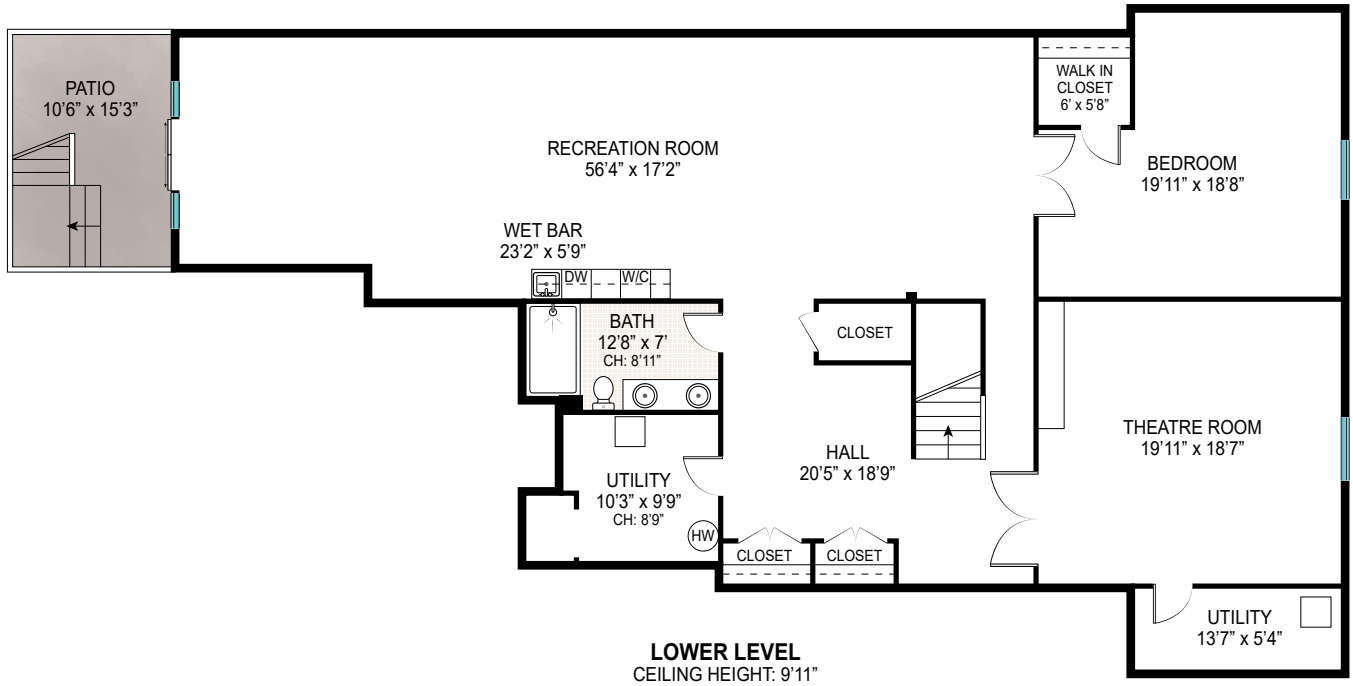 PATIO
10’6” x 15’3”
RECREATION ROOM
56’4” x 17’2”
WALK IN
CLOSET
6’ x 5’8”
BEDROOM
19’11” x 18’8”
WET BAR
23’2” x 5’9”
DW
W/C
BATH
12’8” x 7’
CH: 8’11”
CLOSET
THEATRE ROOM
19’11” x 18’7”
HALL
20’5” x 18’9”
UTILITY
10’3” x 9’9”
CH: 8’9”
HW
CLOSET
CLOSET
UTILITY
13’7” x 5’4”
LOWER LEVEL
CEILING HEIGHT: 9’11”